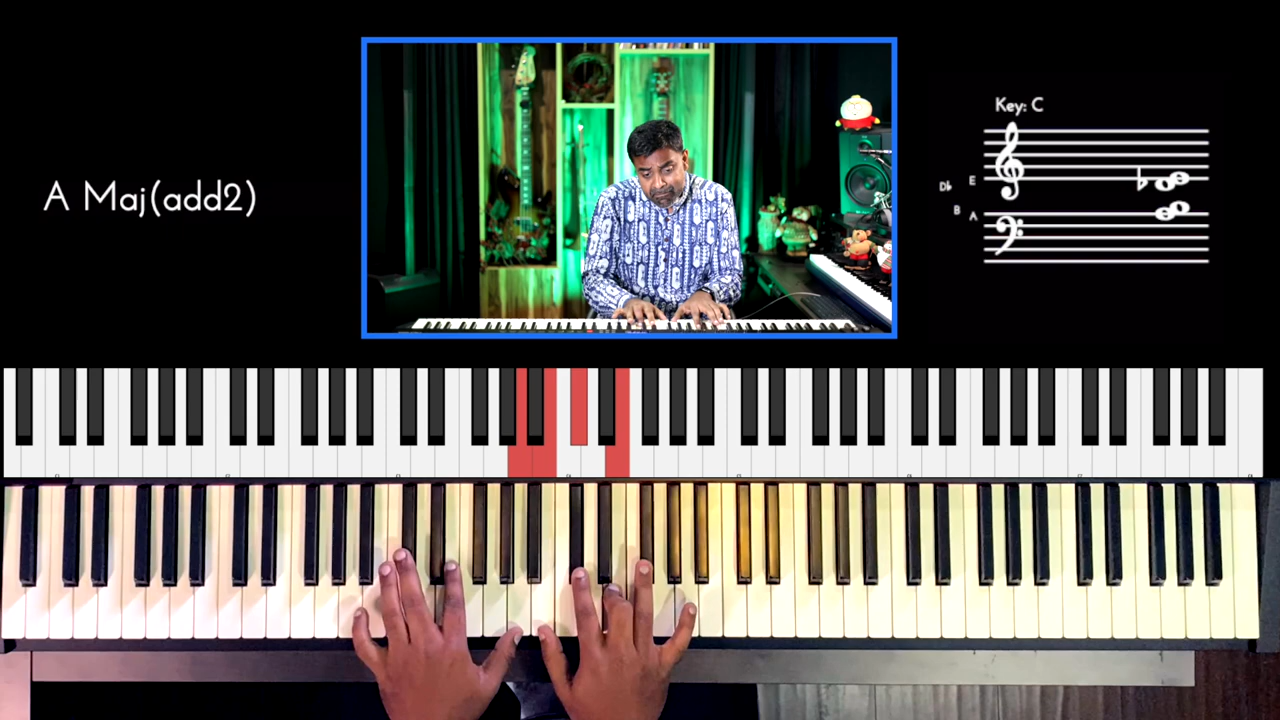 A Maj(add2)
Key: C
E
D♭
B
A